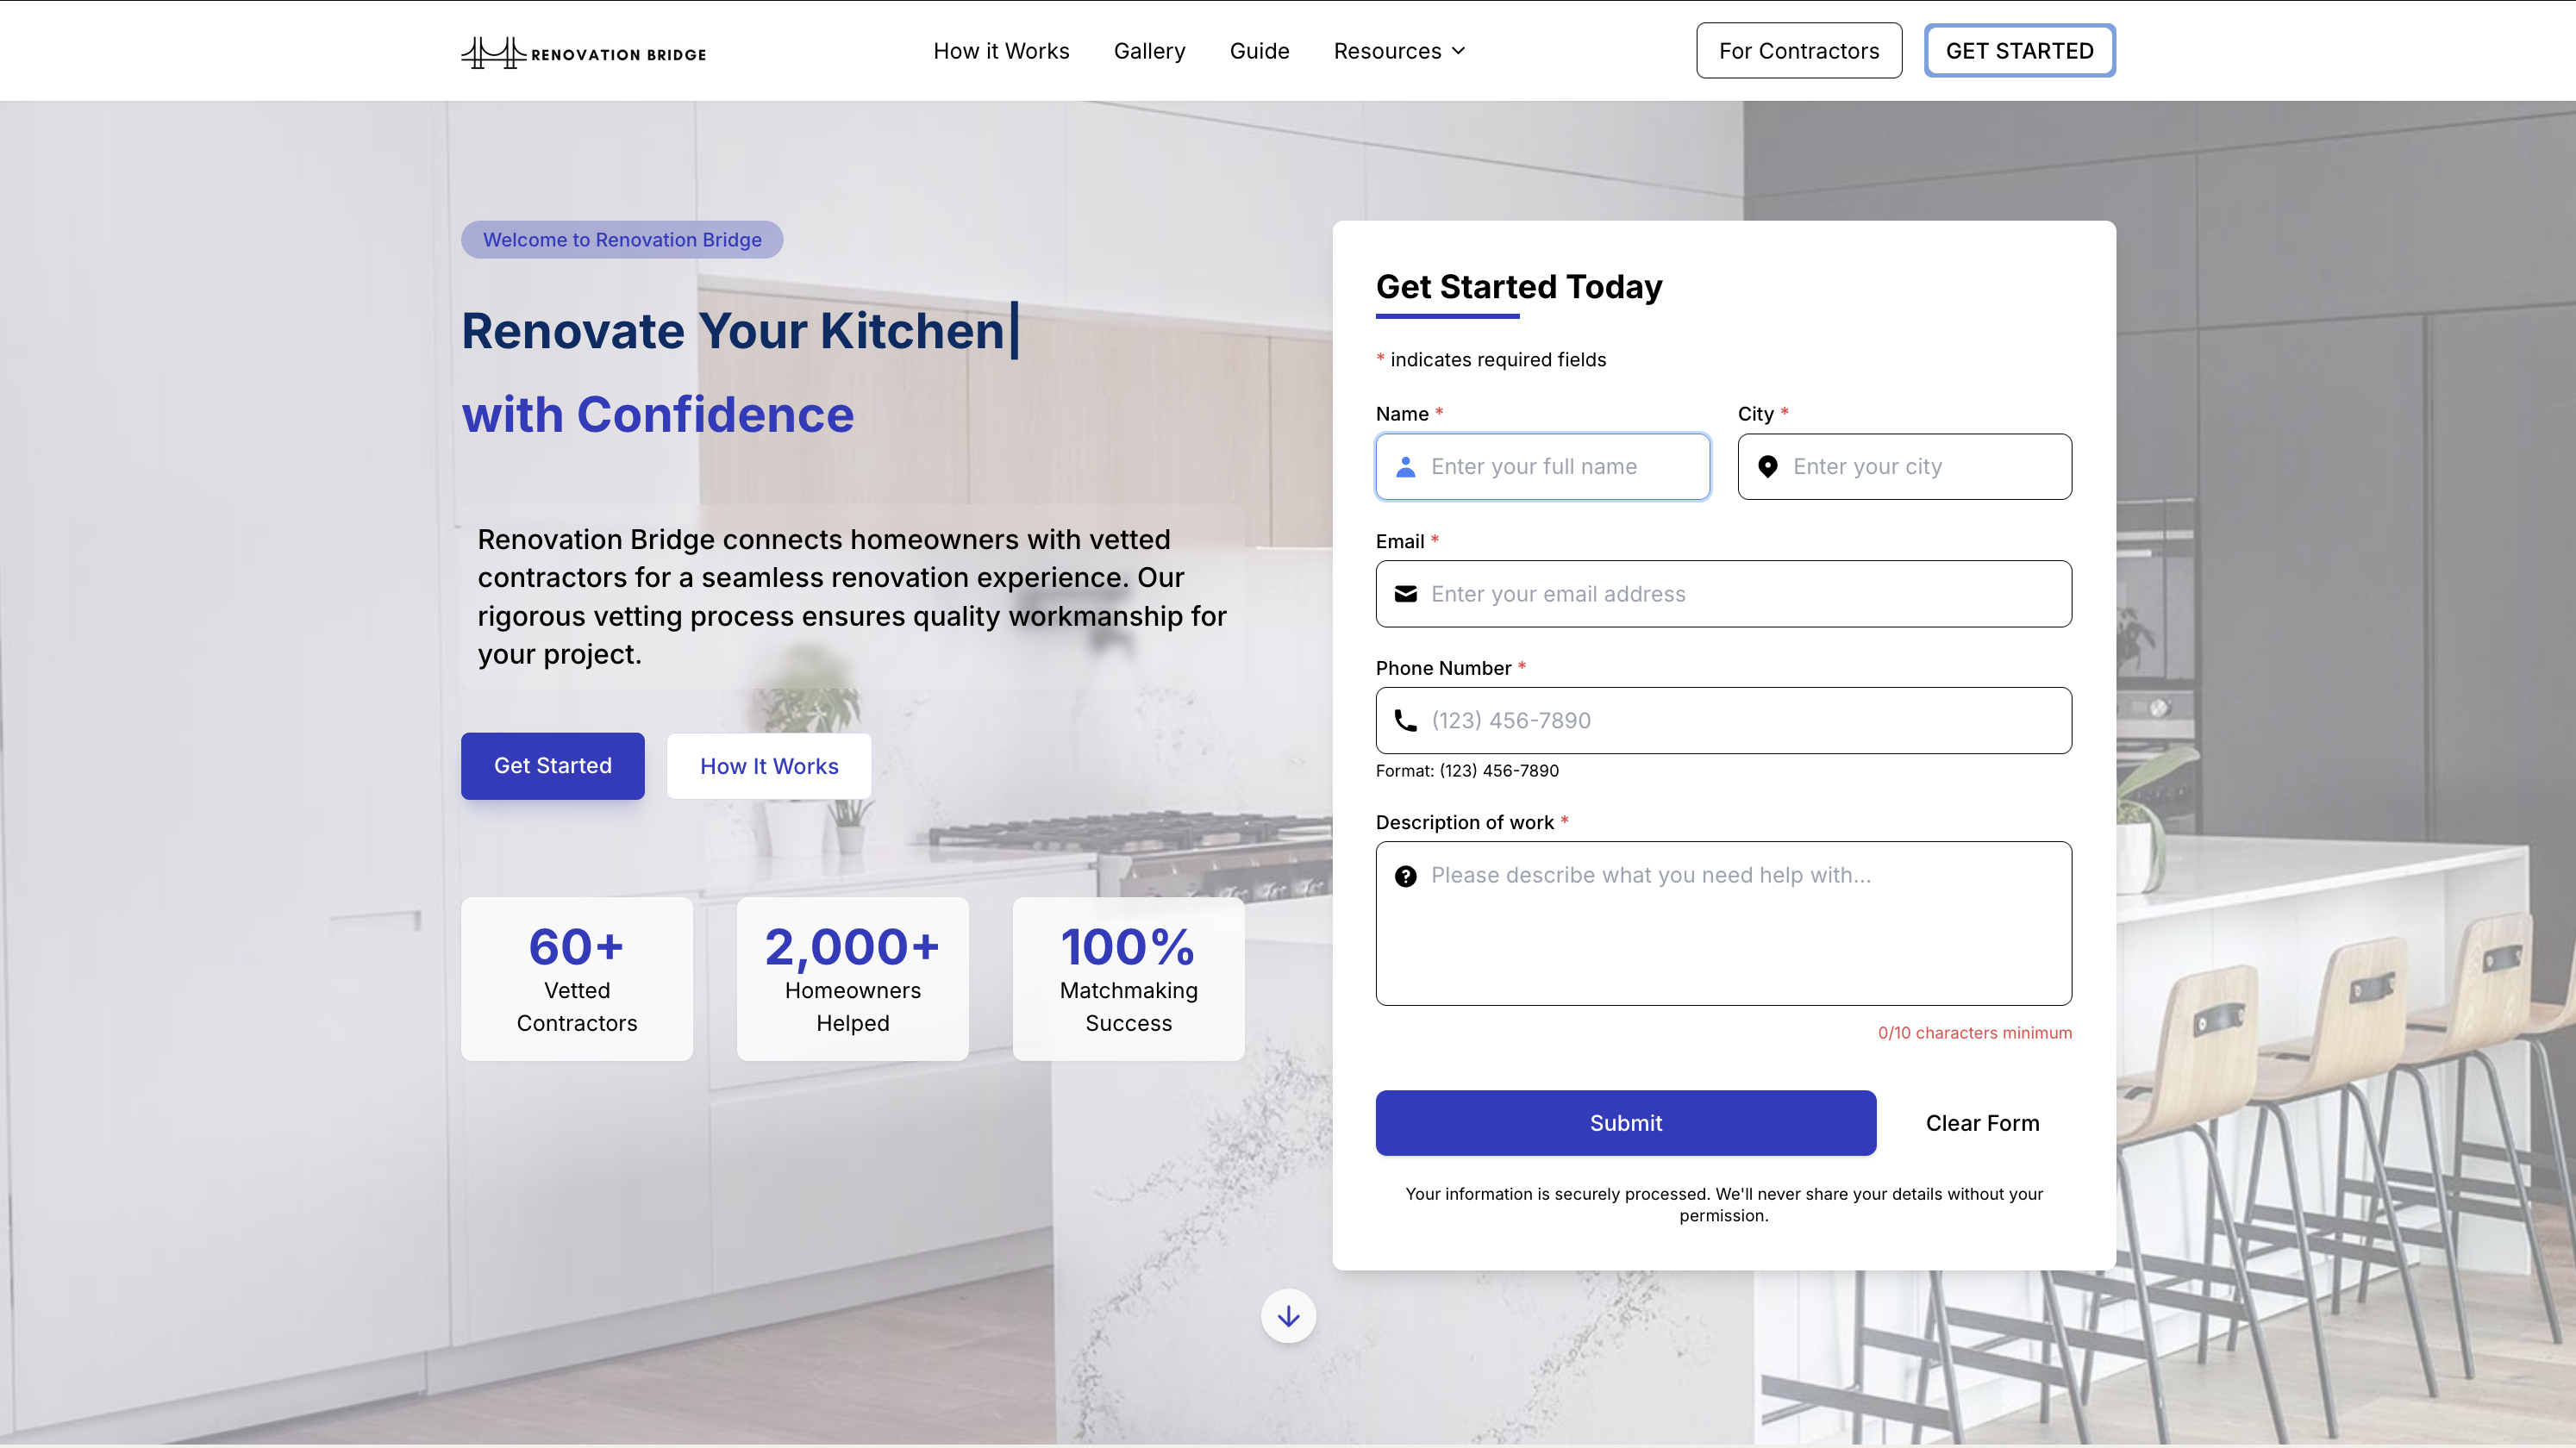 RENOVATION BRIDGE
How it Works
Gallery
Guide
Resources
For Contractors
GET STARTED
Welcome to Renovation Bridge
Renovate Your Kitchen|
with Confidence
Renovation Bridge connects homeowners with vetted
contractors for a seamless renovation experience. Our
rigorous vetting process ensures quality workmanship for
your project.
Get Started
How It Works
60+
Vetted
Contractors
2,000+
Homeowners
Helped
100%
Matchmaking
Success
Get Started Today
* indicates required fields
Name *
Enter your full name
City *
Enter your city
Email *
Enter your email address
Phone Number *
(123) 456-7890
Format: (123) 456-7890
Description of work *
Please describe what you need help with...
0/10 characters minimum
Submit
Clear Form
Your information is securely processed. We'll never share your details without your
permission.